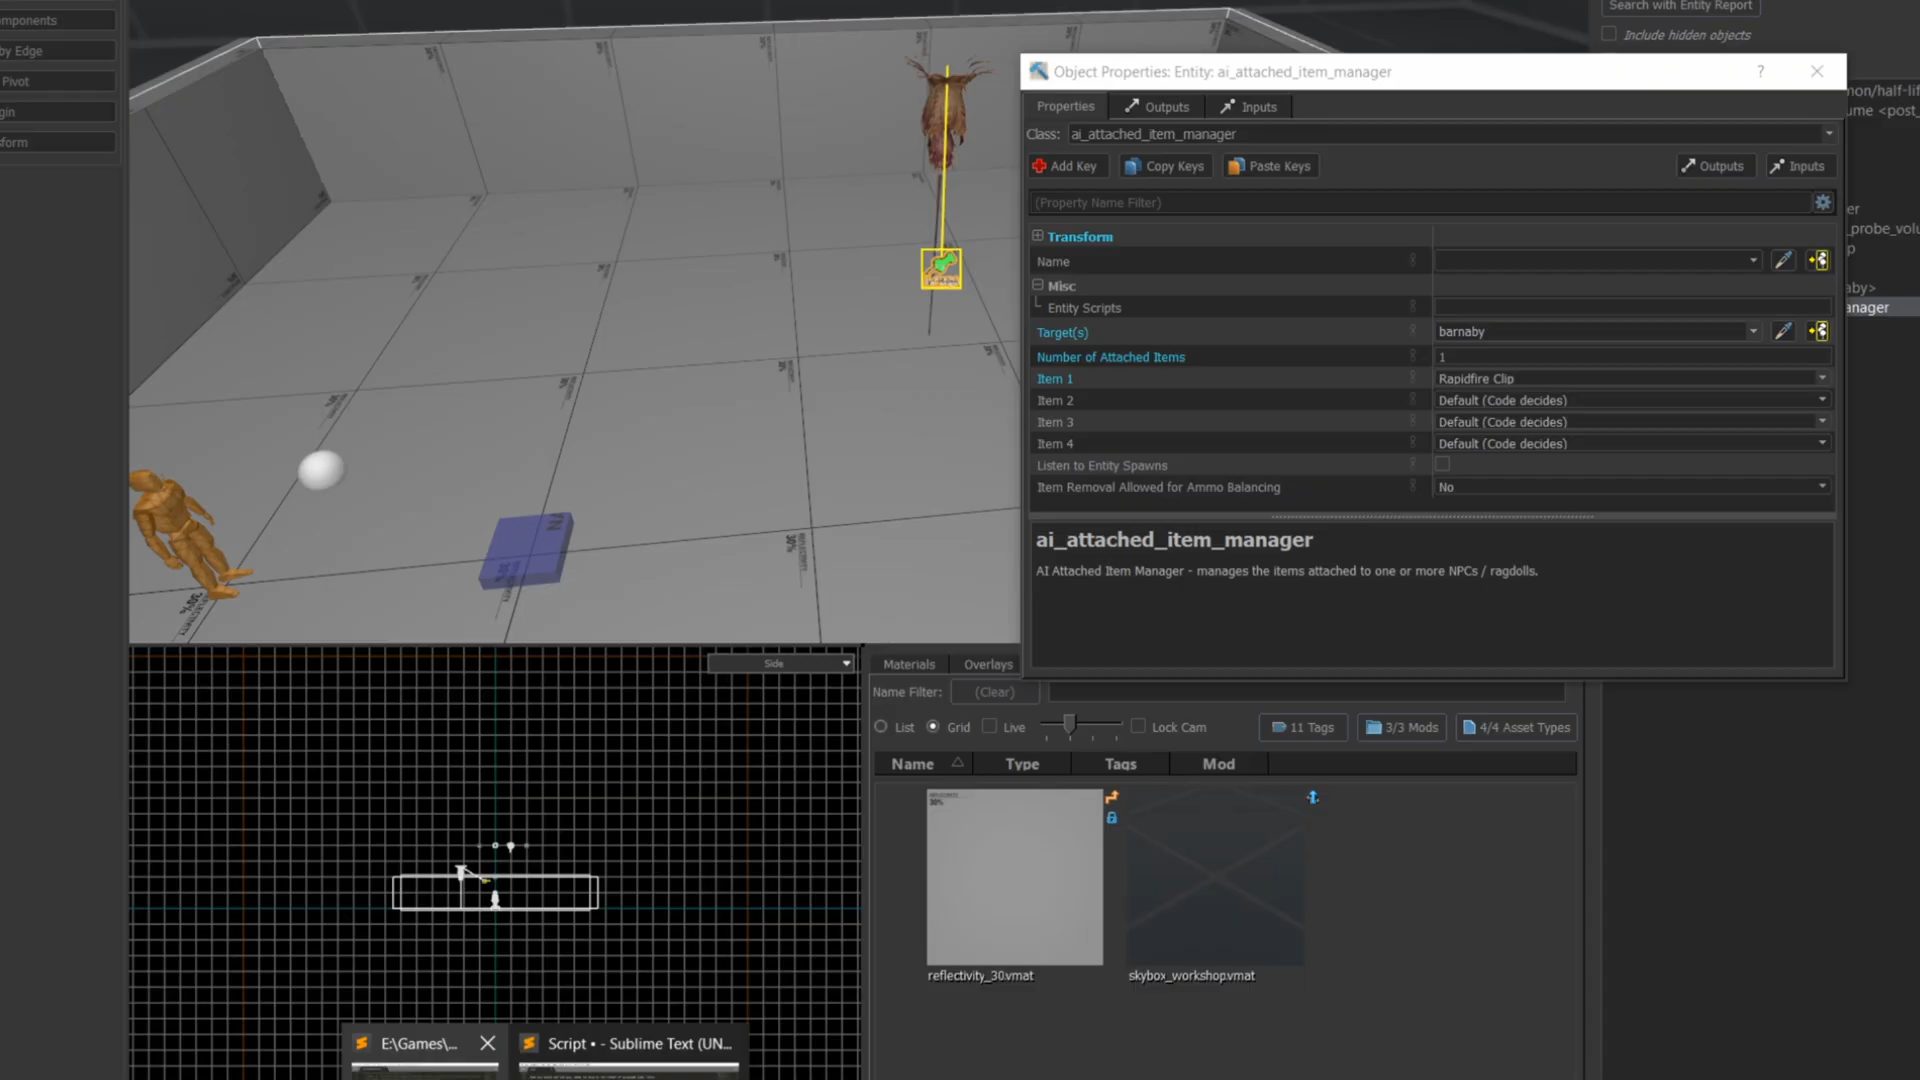 omponents
by Edge
Pivot
gin
form
Search with Entity Report
Include hidden objects
mon/half-lif
ume <post_
er
_probe_volu
p
aby>
anager
Object Properties: Entity: ai_attached_item_manager
?
Properties
Outputs
Inputs
Class:
ai_attached_item_manager
Add Key
Copy Keys
Paste Keys
Outputs
Inputs
(Property Name Filter)
Transform
Name
Misc
Entity Scripts
Target(s)
barnaby
Number of Attached Items
1
Item 1
Rapidfire Clip
Item 2
Default (Code decides)
Item 3
Default (Code decides)
Item 4
Default (Code decides)
Listen to Entity Spawns
Item Removal Allowed for Ammo Balancing
No
ai_attached_item_manager
AI Attached Item Manager - manages the items attached to one or more NPCs / ragdolls.
30%
REFLECTIVITY
Side
Materials
Overlays
Name Filter:
(Clear)
List
Grid
Live
Lock Cam
11 Tags
3/3 Mods
4/4 Asset Types
Name
Type
Tags
Mod
30%
reflectivity_30.vmat
skybox_workshop.vmat
E:\Games\...
Script • - Sublime Text (UN...